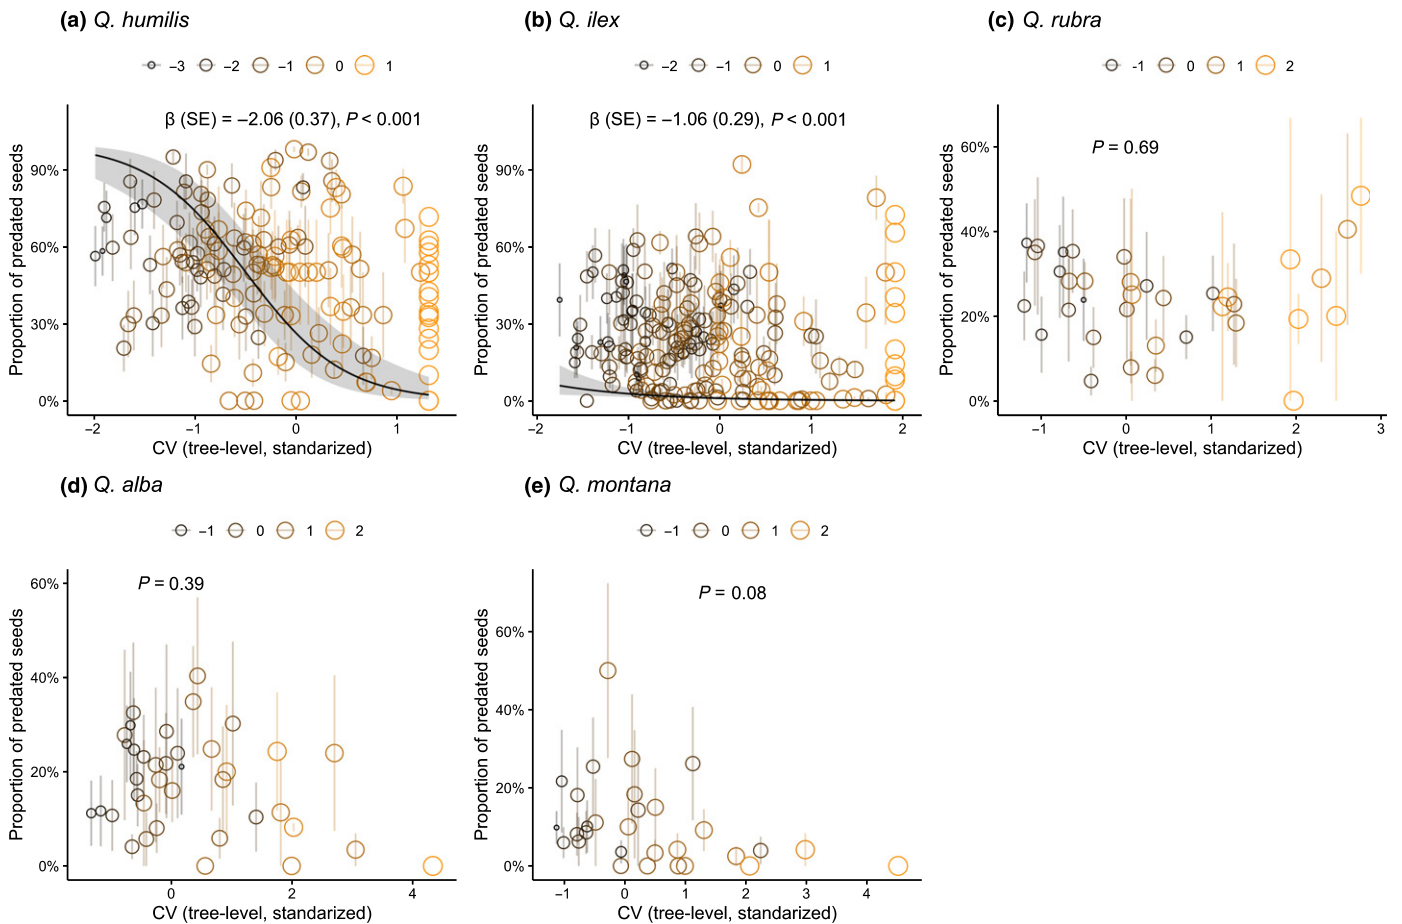 (a) Q. humilis
−3 −2 −1 0 1
β (SE) = −2.06 (0.37), P < 0.001
Proportion of predated seeds
90%
60%
30%
0%
−2 −1 0 1
CV (tree-level, standarized)
(b) Q. ilex
−2 −1 0 1
β (SE) = −1.06 (0.29), P < 0.001
Proportion of predated seeds
90%
60%
30%
0%
−2 −1 0 1 2
CV (tree-level, standarized)
(c) Q. rubra
-1 0 1 2
P = 0.69
Proportion of predated seeds
60%
40%
20%
0%
−1 0 1 2 3
CV (tree-level, standarized)
(d) Q. alba
−1 0 1 2
P = 0.39
Proportion of predated seeds
60%
40%
20%
0%
0 2 4
CV (tree-level, standarized)
(e) Q. montana
−1 0 1 2
P = 0.08
Proportion of predated seeds
60%
40%
20%
0%
−1 0 1 2 3 4
CV (tree-level, standarized)